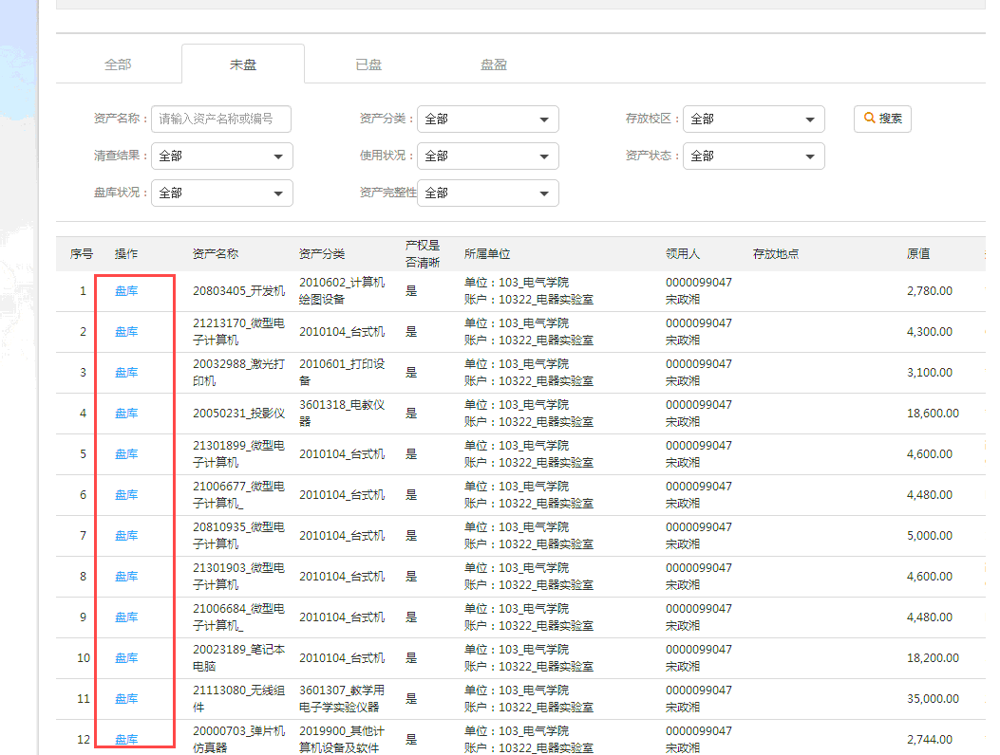 全部 未盘 已盘 盘盈
资产名称： 请输入资产名称或编号 资产分类： 全部 存放校区： 全部 搜索
清查结果： 全部 使用状况： 全部 资产状态： 全部
盘库状况： 全部 资产完整性 全部
序号 操作 资产名称 资产分类 产权是否清晰 所属单位 领用人 存放地点 原值
1 盘库 20803405_开发机 2010602_计算机绘图设备 是 单位：103_电气学院 账户：10322_电器实验室 0000099047 宋政湘 2,780.00
2 盘库 21213170_微型电子计算机 2010104_台式机 是 单位：103_电气学院 账户：10322_电器实验室 0000099047 宋政湘 4,300.00
3 盘库 20032988_激光打印机 2010601_打印设备 是 单位：103_电气学院 账户：10322_电器实验室 0000099047 宋政湘 3,100.00
4 盘库 20050231_投影仪 3601318_电教仪器 是 单位：103_电气学院 账户：10322_电器实验室 0000099047 宋政湘 18,600.00
5 盘库 21301899_微型电子计算机 2010104_台式机 是 单位：103_电气学院 账户：10322_电器实验室 0000099047 宋政湘 4,600.00
6 盘库 21006677_微型电子计算机_ 2010104_台式机 是 单位：103_电气学院 账户：10322_电器实验室 0000099047 宋政湘 4,480.00
7 盘库 20810935_微型电子计算机 2010104_台式机 是 单位：103_电气学院 账户：10322_电器实验室 0000099047 宋政湘 5,000.00
8 盘库 21301903_微型电子计算机 2010104_台式机 是 单位：103_电气学院 账户：10322_电器实验室 0000099047 宋政湘 4,600.00
9 盘库 21006684_微型电子计算机_ 2010104_台式机 是 单位：103_电气学院 账户：10322_电器实验室 0000099047 宋政湘 4,480.00
10 盘库 20023189_笔记本电脑 2010104_台式机 是 单位：103_电气学院 账户：10322_电器实验室 0000099047 宋政湘 18,200.00
11 盘库 21113080_无线组件 3601307_教学用电子学实验仪器 是 单位：103_电气学院 账户：10322_电器实验室 0000099047 宋政湘 35,000.00
12 盘库 20000703_弹片机仿真器 2019900_其他计算机设备及软件 是 单位：103_电气学院 账户：10322_电器实验室 0000099047 宋政湘 2,744.00